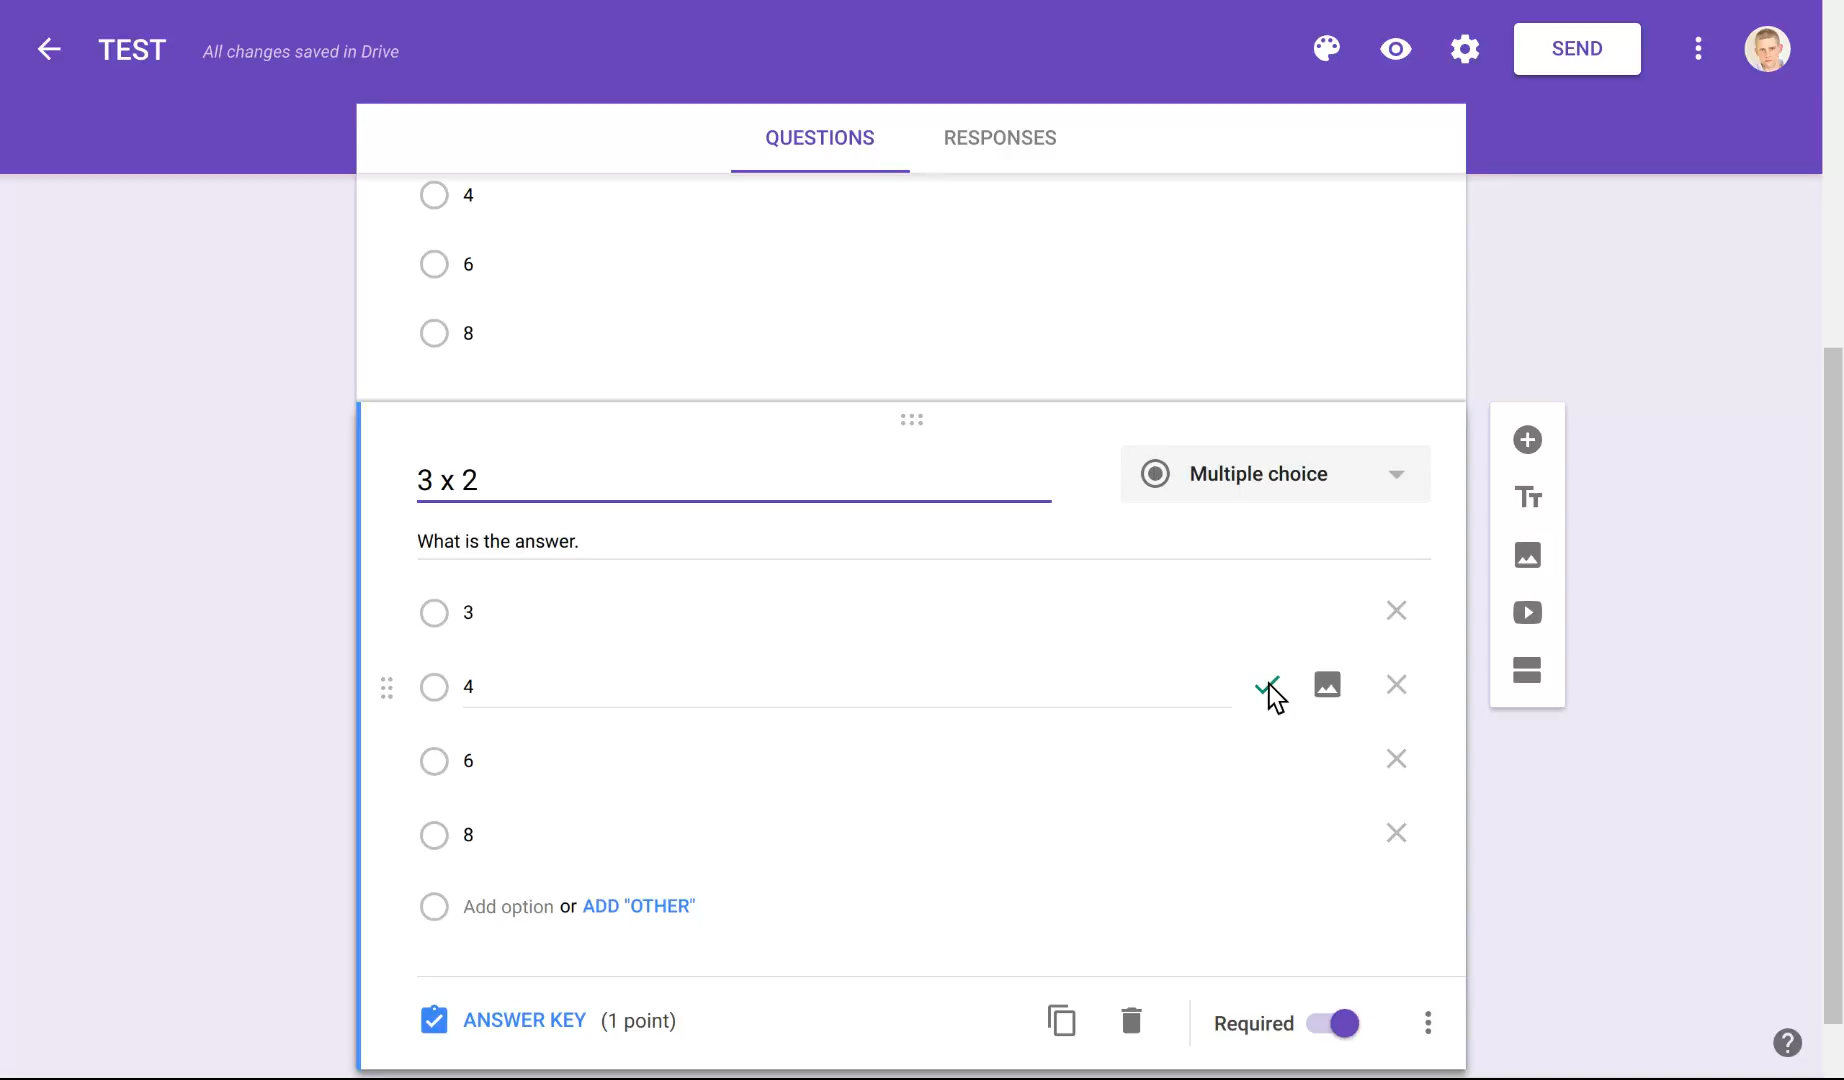 TEST All changes saved in Drive SEND
QUESTIONS RESPONSES
4
6
8
3 x 2 Multiple choice
What is the answer.
3
4
6
8
Add option or ADD "OTHER"
ANSWER KEY (1 point) Required